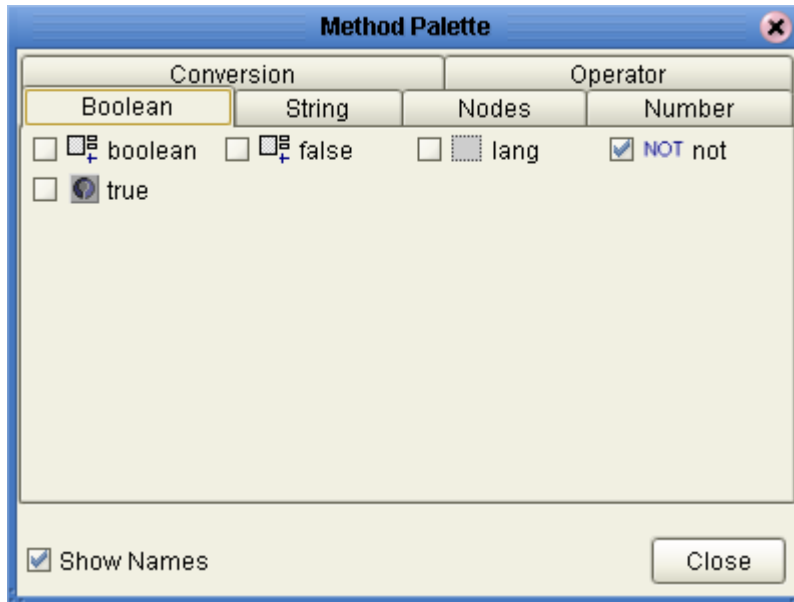 Method Palette
Conversion Operator
Boolean String Nodes Number
boolean false lang NOT not
true
Show Names Close